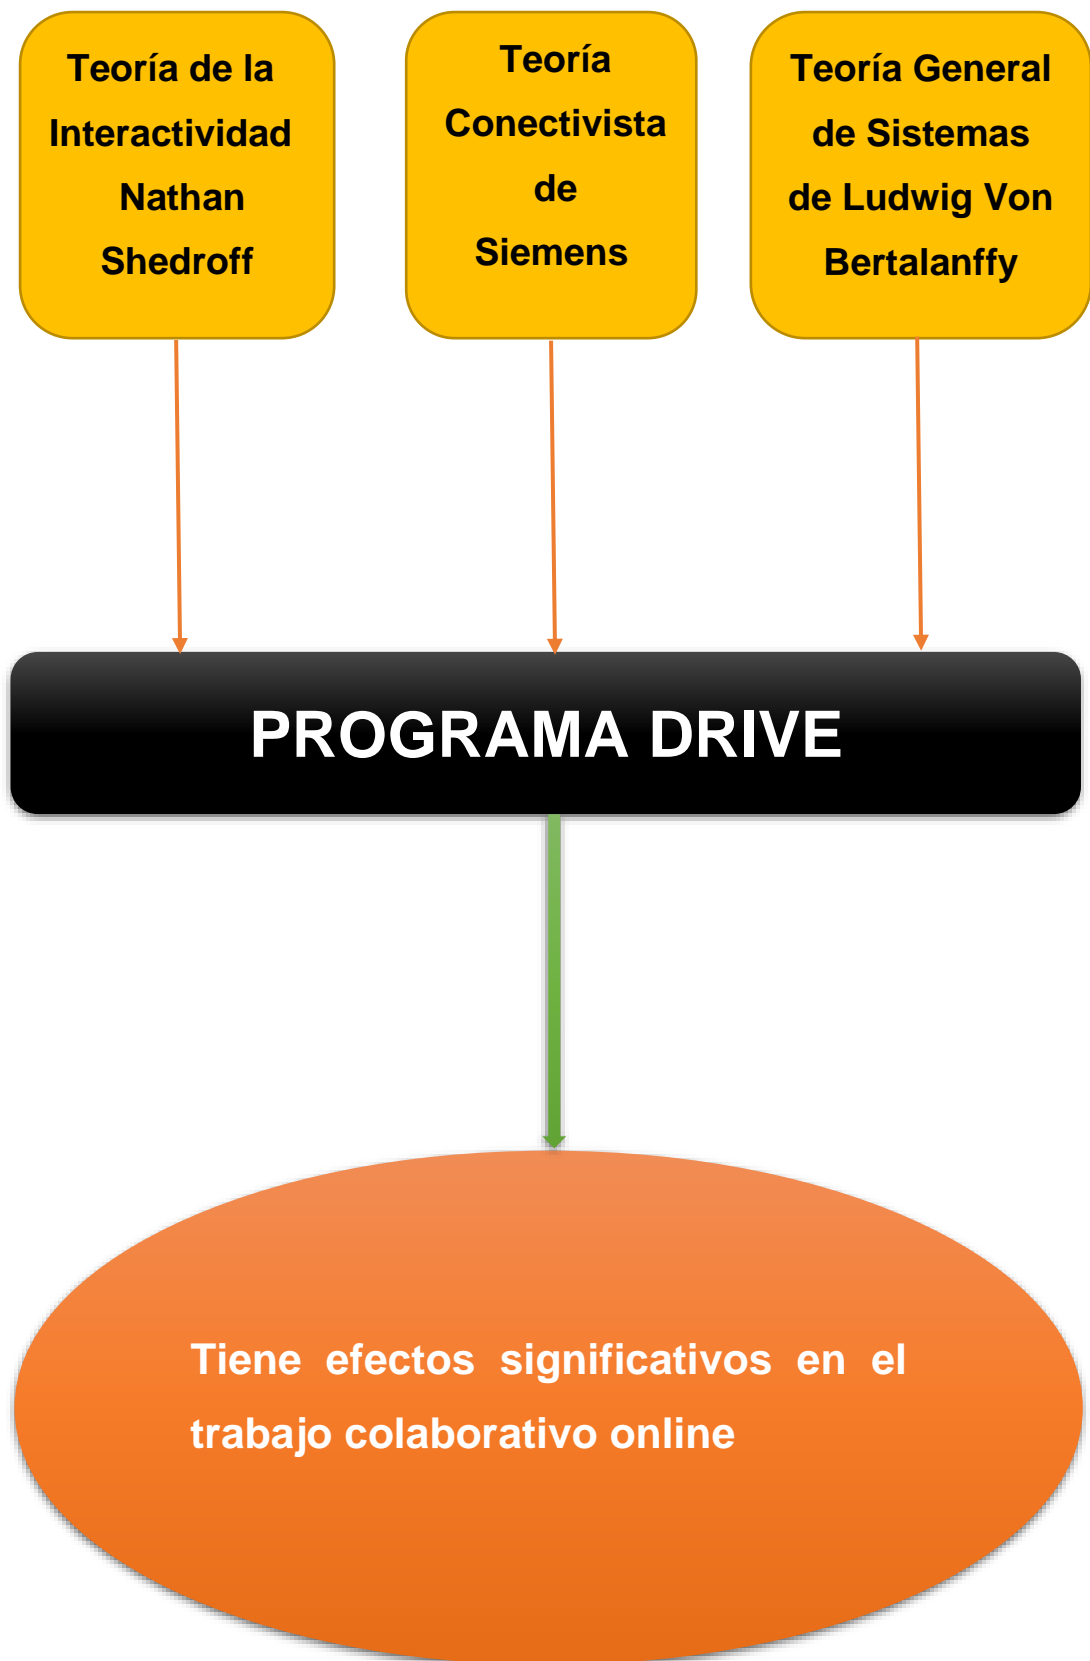 Teoría de la
Interactividad
Nathan
Shedroff
Teoría
Conectivista
de
Siemens
Teoría General
de Sistemas
de Ludwig Von
Bertalanffy
PROGRAMA DRIVE
Tiene efectos significativos en el
trabajo colaborativo online